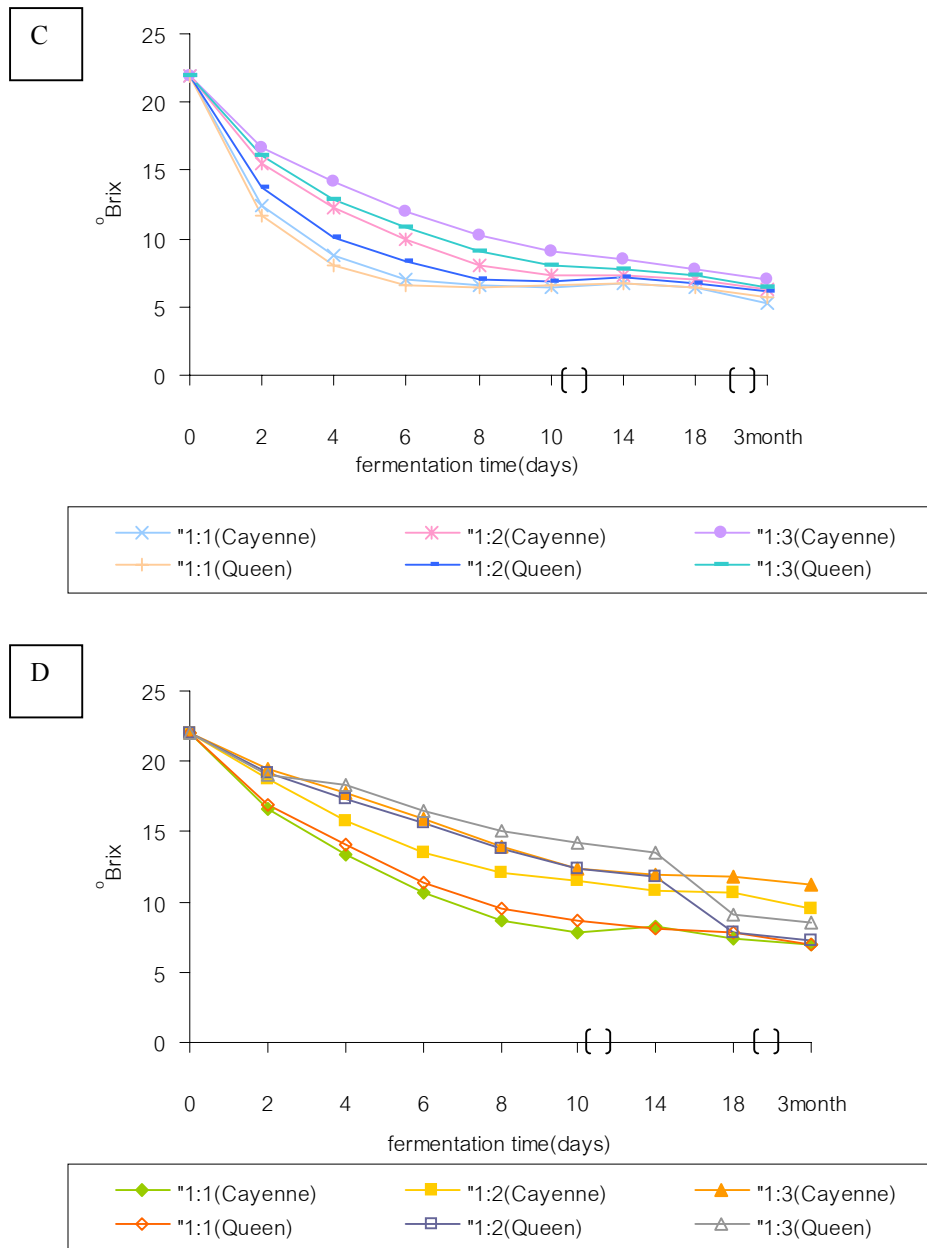 C
25
20
15
10
5
0
oBrix
0 2 4 6 8 10 14 18 3month
fermentation time(days)
"1:1(Cayenne) "1:2(Cayenne) "1:3(Cayenne)
"1:1(Queen) "1:2(Queen) "1:3(Queen)
D
25
20
15
10
5
0
oBrix
0 2 4 6 8 10 14 18 3month
fermentation time(days)
"1:1(Cayenne) "1:2(Cayenne) "1:3(Cayenne)
"1:1(Queen) "1:2(Queen) "1:3(Queen)